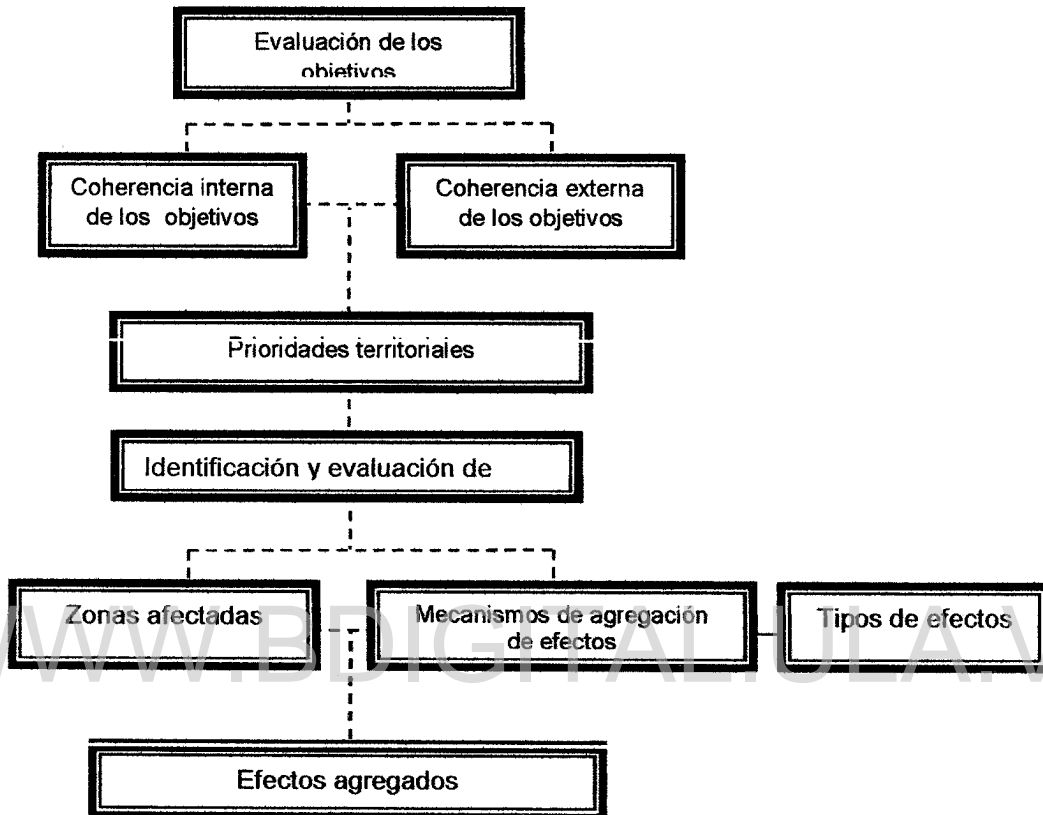 Evaluación de los
objetivos
Coherencia interna
de los objetivos
Coherencia externa
de los objetivos
Prioridades territoriales
Identificación y evaluación de
Zonas afectadas
Mecanismos de agregación
de efectos
Tipos de efectos
WWW.BDIGITAL.ULA.V
Efectos agregados